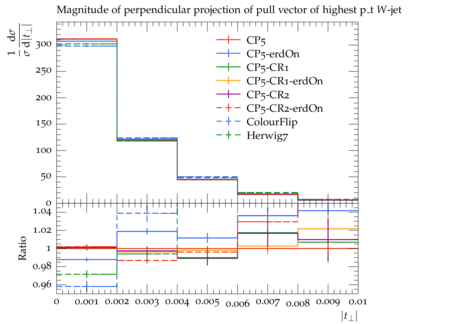 Magnitude of perpendicular projection of pull vector of highest p_t W-jet
1/σ dσ/d|t⊥|
300
250
200
150
100
50
0
CP5
CP5-erdOn
CP5-CR1
CP5-CR1-erdOn
CP5-CR2
CP5-CR2-erdOn
ColourFlip
Herwig7
Ratio
1.04
1.02
1
0.98
0.96
0 0.001 0.002 0.003 0.004 0.005 0.006 0.007 0.008 0.009 0.01
|t⊥|